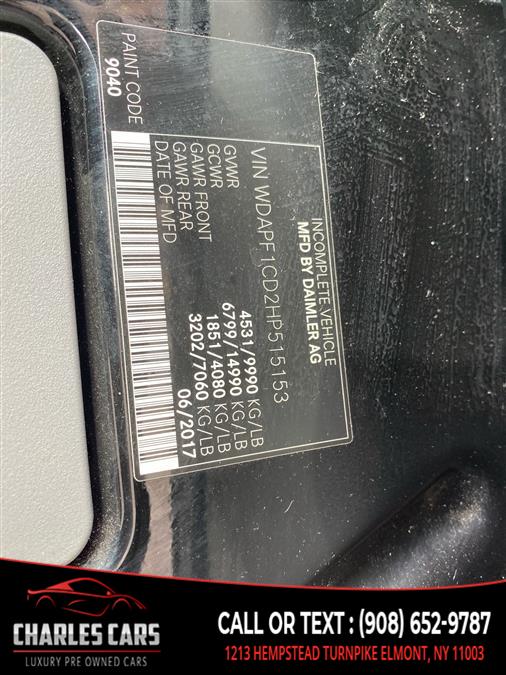 INCOMPLETE VEHICLE
MFD BY DAIMLER AG
VIN WDAPF1CD2HP515153
GVWR 4531/9990 KG/LB
GCWR 6799/14990 KG/LB
GAWR FRONT 1851/4080 KG/LB
GAWR REAR 3202/7060 KG/LB
DATE OF MFD 06/2017
PAINT CODE
9040
CHARLES CARS
LUXURY PRE OWNED CARS
CALL OR TEXT : (908) 652-9787
1213 HEMPSTEAD TURNPIKE ELMONT, NY 11003